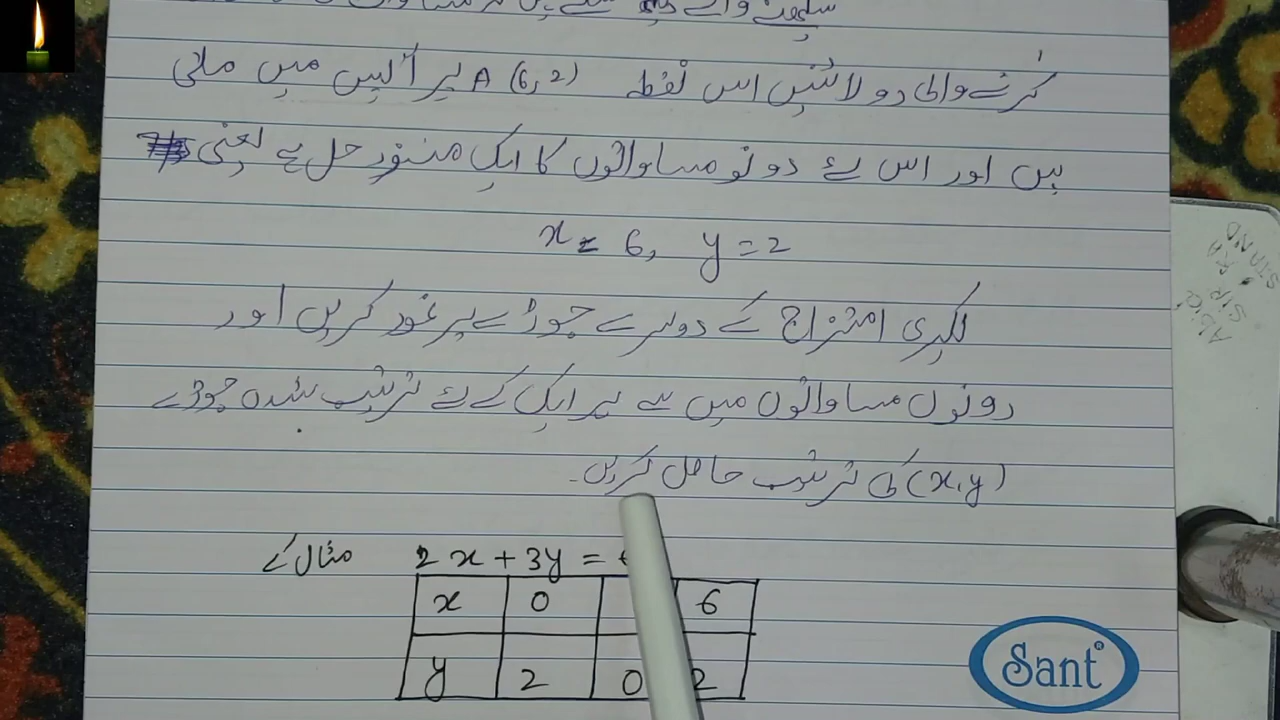 کرنے والی دو لائنیں اس نقطہ A (6,2) پر آپس میں ملتی
ہیں اور اس لئے دونو مساواتوں کا ایک منفرد حل ہے یعنی
x = 6, y = 2
لکیری امتزاج کے دوسرے جوڑے پر غور کریں اور
دونوں مساواتوں میں سے ہر ایک کے لئے ترتیب شدہ جوڑے
(x,y) کی ترتیب حاصل کریں۔
مثال کے 2x + 3y =
x 0 6
y 2 0 2
Sant